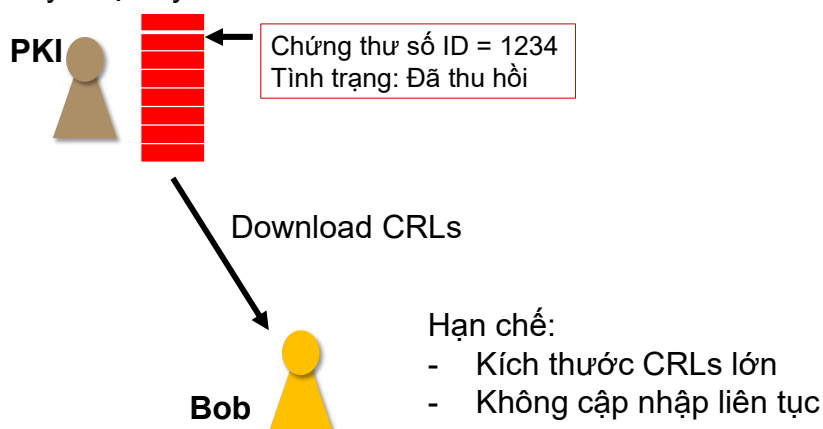 PKI
Chứng thư số ID = 1234
Tình trạng: Đã thu hồi
Download CRLs
Hạn chế:
- Kích thước CRLs lớn
- Không cập nhập liên tục
Bob